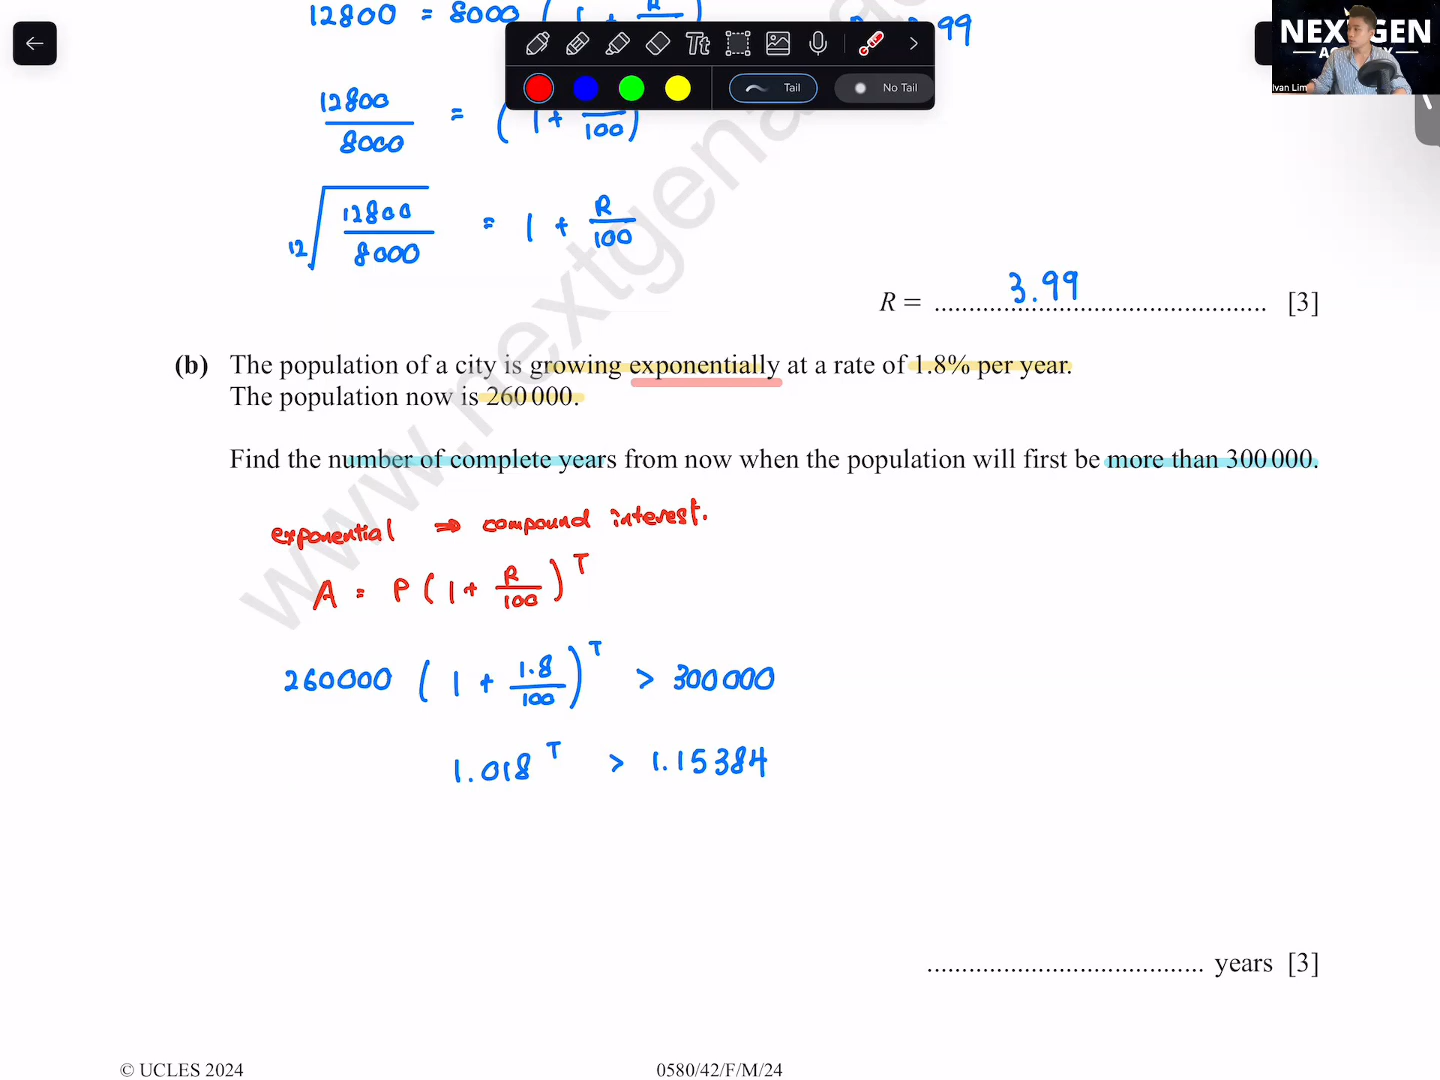 12800 = 8000 ( 1 +
99
NEXTGEN
ACADEMY
Ivan Lim
Tt
Tail
No Tail
12800/8000 = ( 1 + /100 )
12√(12800/8000) = 1 + R/100
R = 3.99 [3]
(b) The population of a city is growing exponentially at a rate of 1.8% per year.
The population now is 260 000.
Find the number of complete years from now when the population will first be more than 300 000.
exponential ⇒ compound interest.
A = P ( 1 + R/100 )^T
260000 ( 1 + 1.8/100 )^T > 300000
1.018^T > 1.15384
years [3]
© UCLES 2024
0580/42/F/M/24
www.nextgena